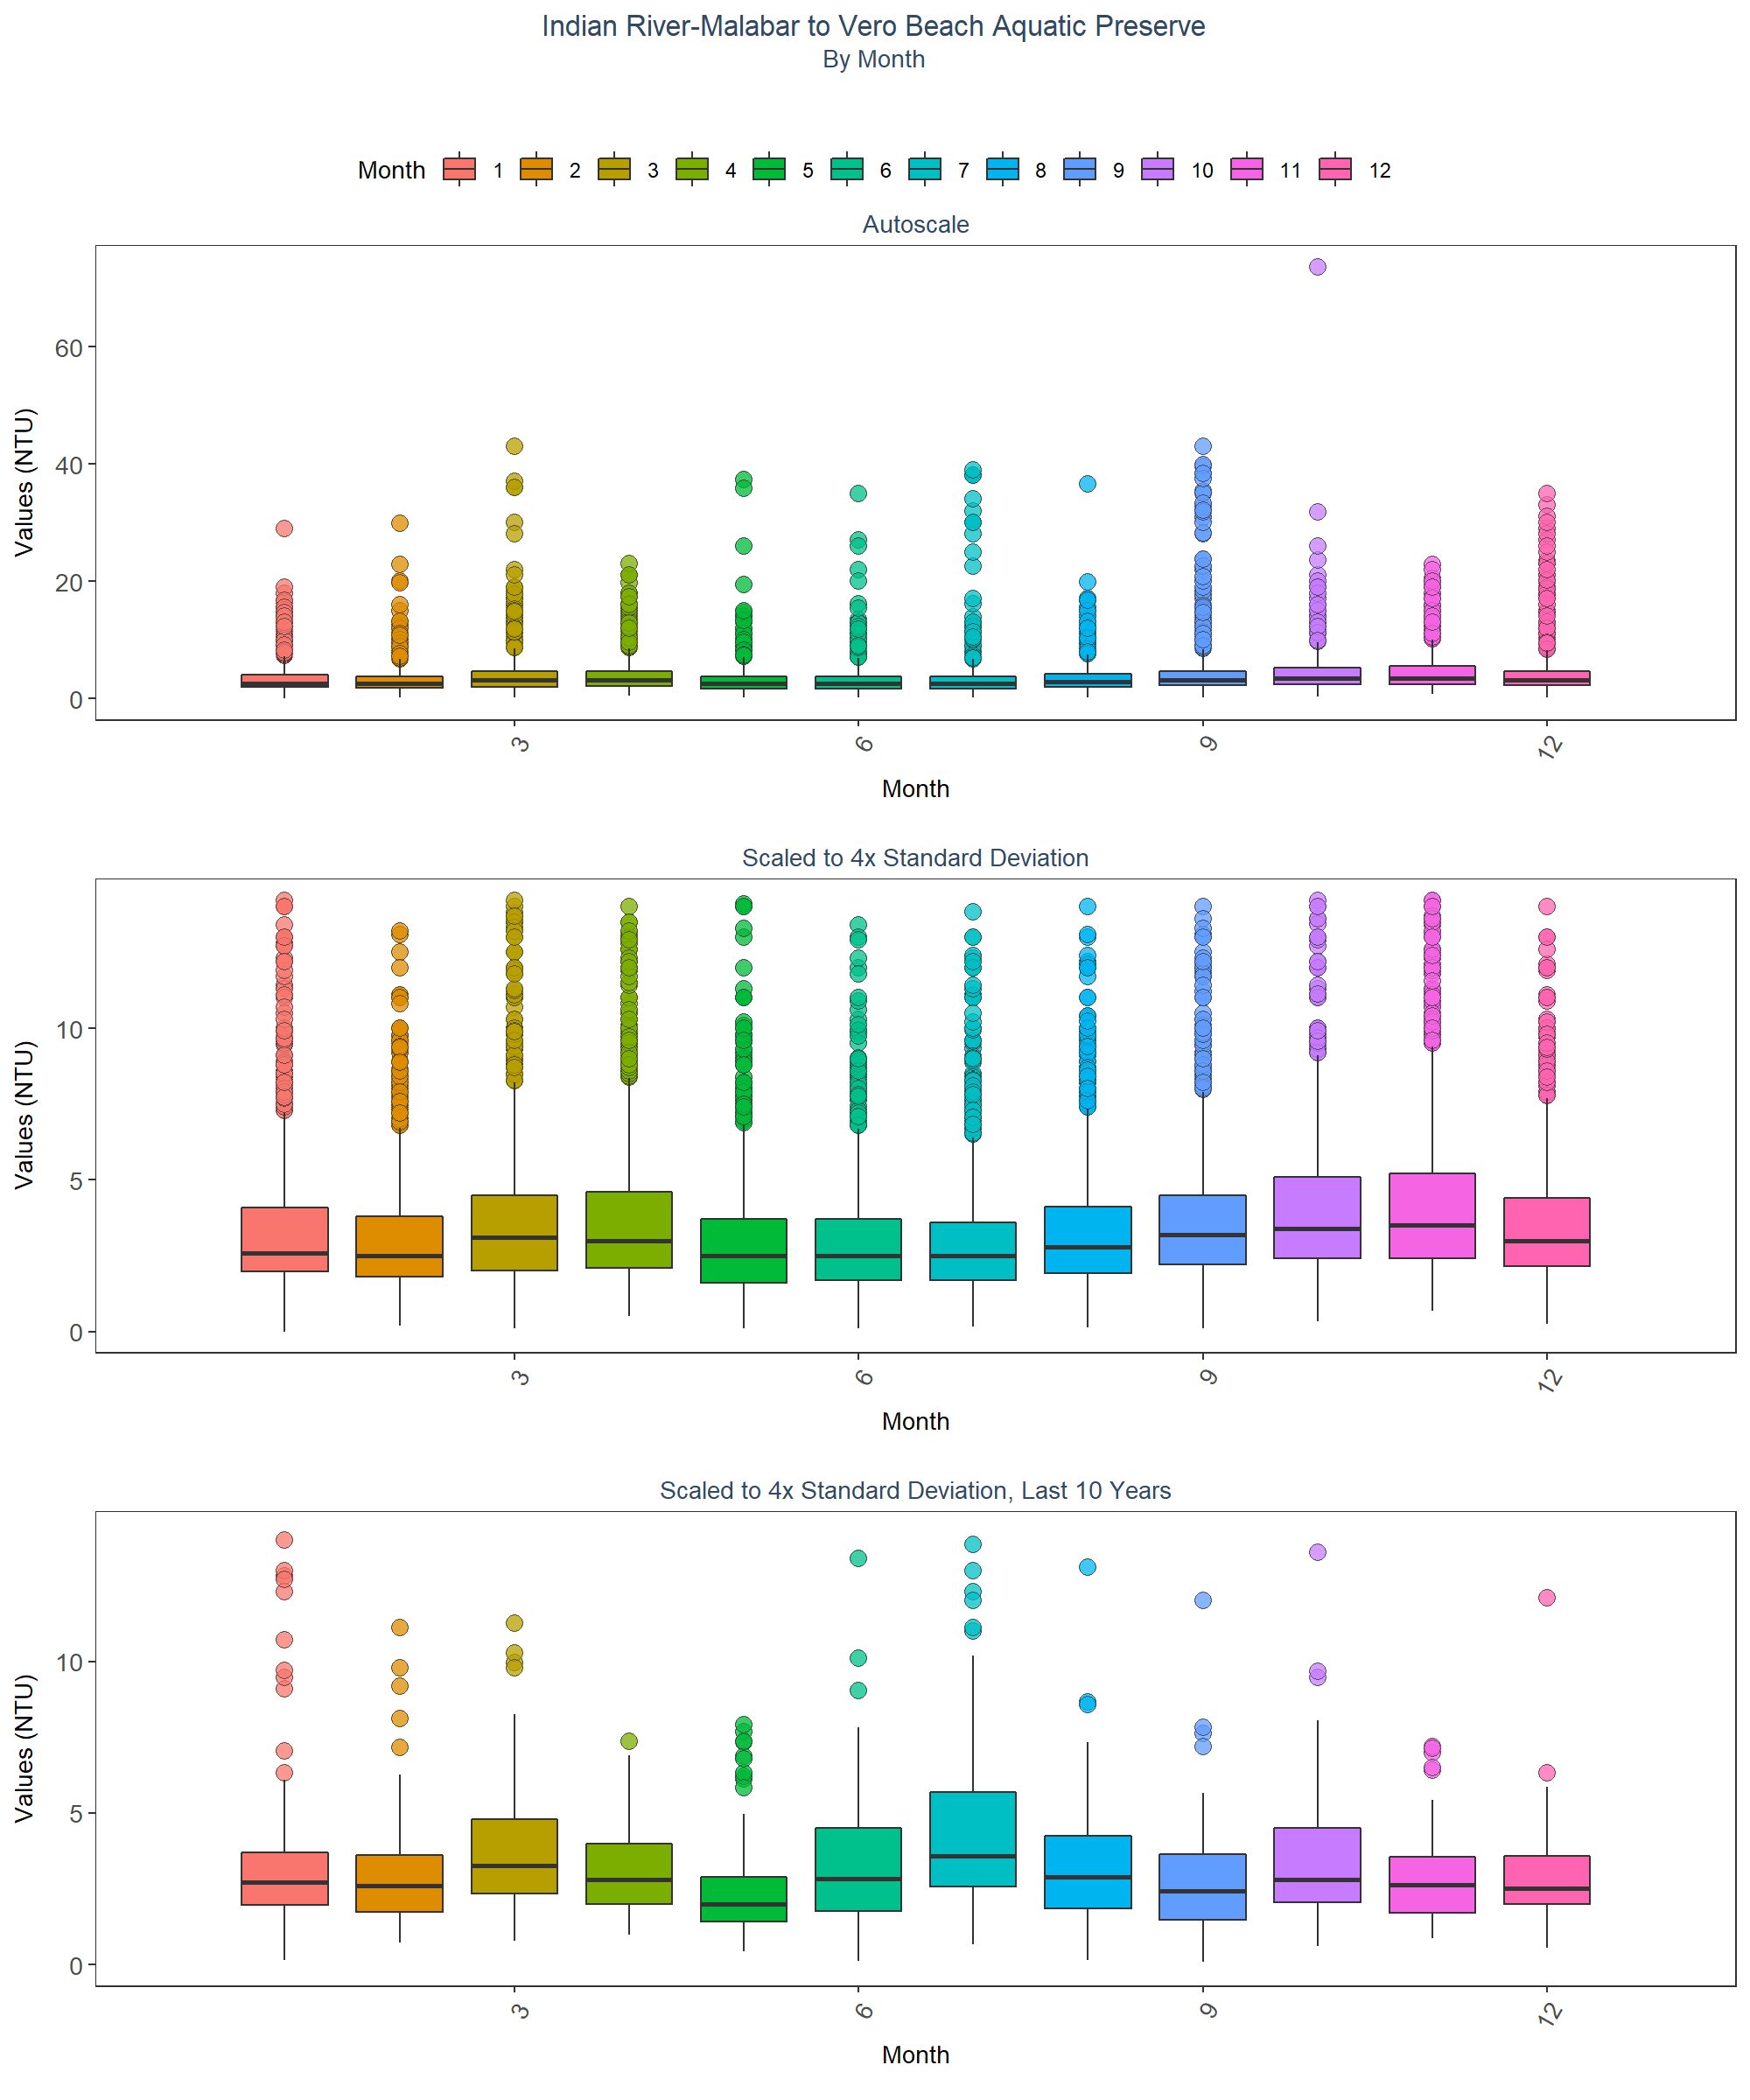 Indian River-Malabar to Vero Beach Aquatic Preserve
By Month
Month 1 2 3 4 5 6 7 8 9 10 11 12
Autoscale
Values (NTU)
60
40
20
0
3 6 9 12
Month
Scaled to 4x Standard Deviation
Values (NTU)
10
5
0
3 6 9 12
Month
Scaled to 4x Standard Deviation, Last 10 Years
Values (NTU)
10
5
0
3 6 9 12
Month